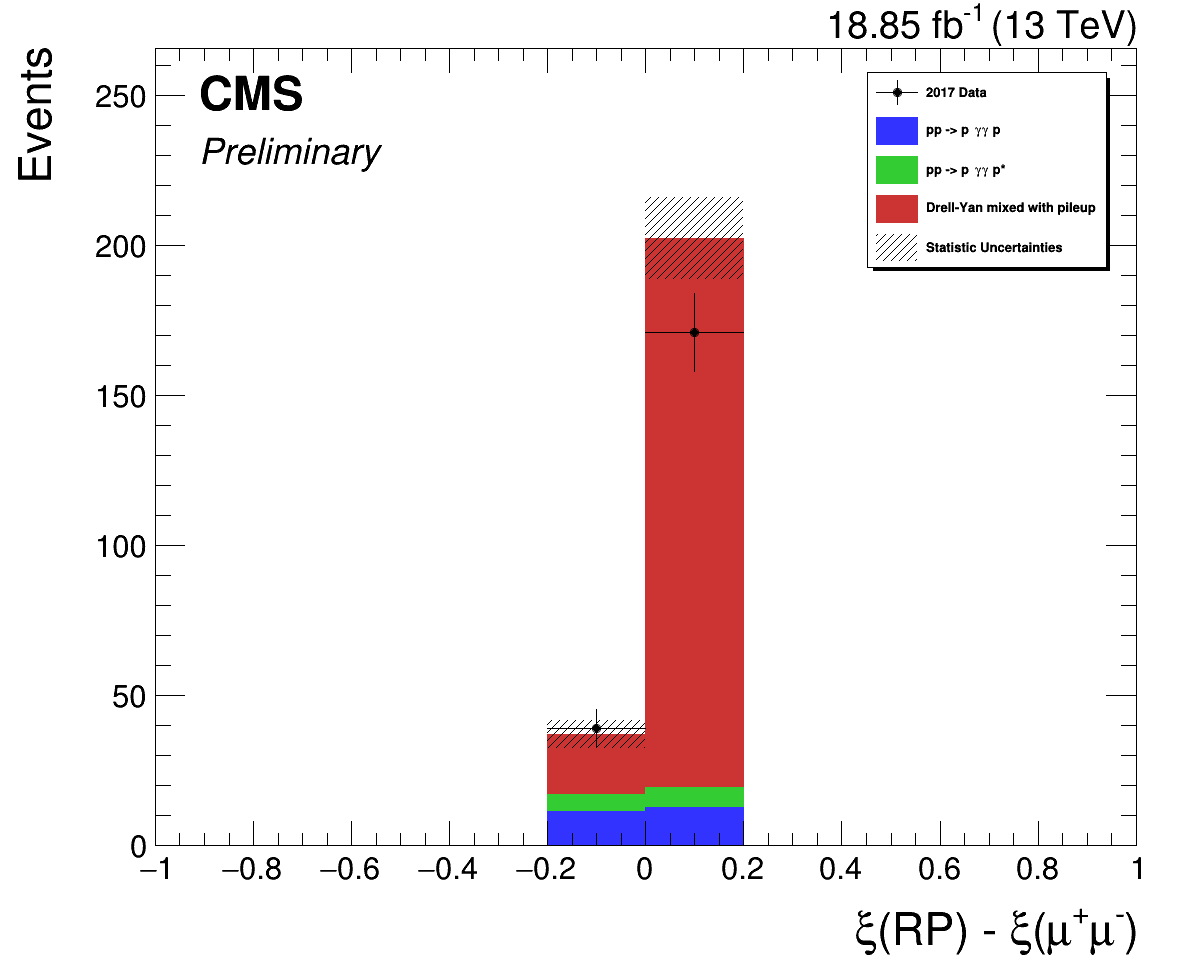 18.85 fb⁻¹ (13 TeV)
Events
CMS
Preliminary
2017 Data
pp -> p γγ p
pp -> p γγ p*
Drell-Yan mixed with pileup
Statistic Uncertainties
250
200
150
100
50
0
−1 −0.8 −0.6 −0.4 −0.2 0 0.2 0.4 0.6 0.8 1
ξ(RP) - ξ(μ⁺μ⁻)